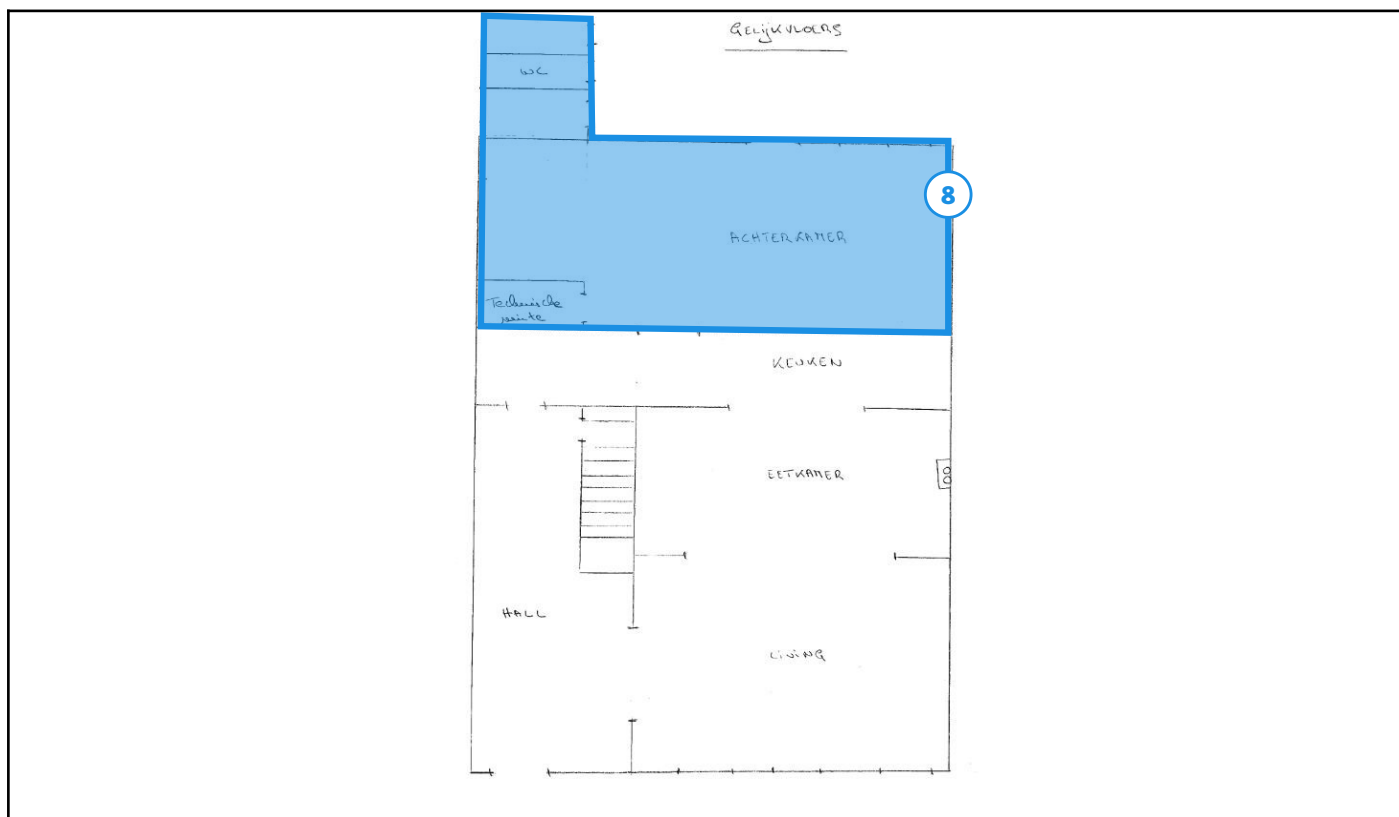 GELIJKVLOERS
WC
8
ACHTERKAMER
Technische
ruimte
KEUKEN
EETKAMER
HALL
LIVING